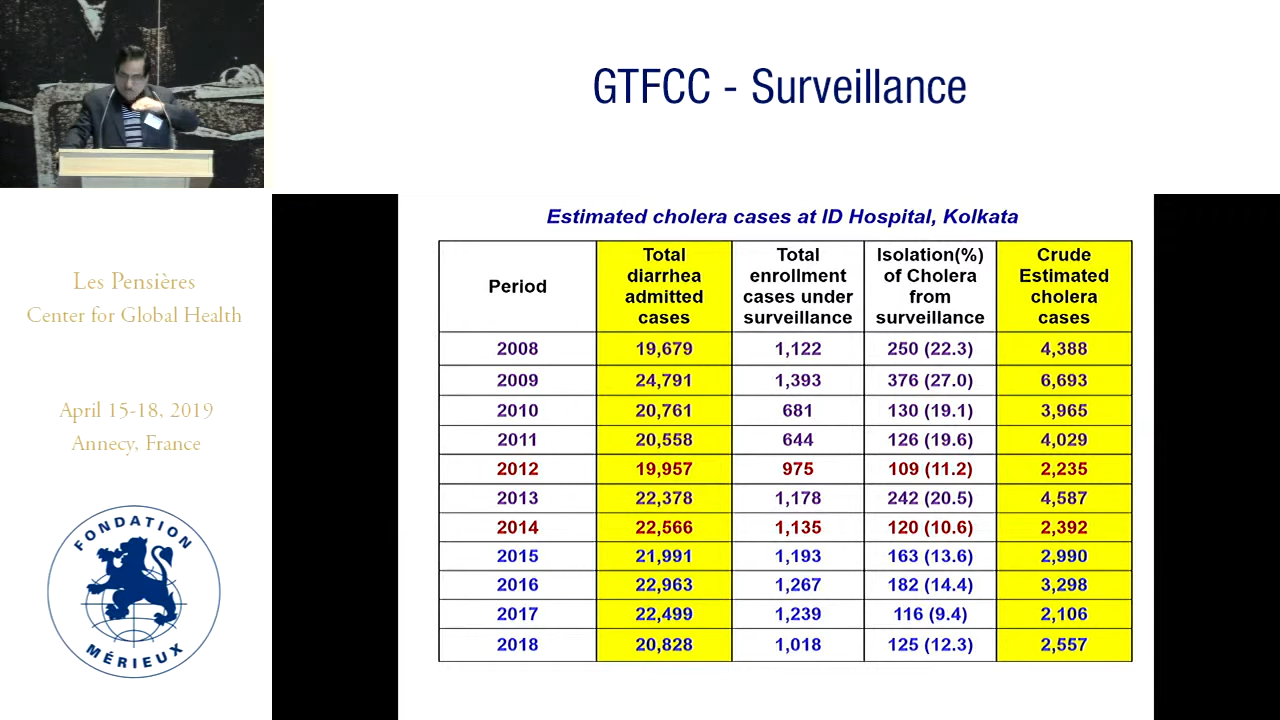 GTFCC - Surveillance
Les Pensières
Center for Global Health
April 15-18, 2019
Annecy, France
FONDATION
MÉRIEUX
Estimated cholera cases at ID Hospital, Kolkata
Period Total diarrhea admitted cases Total enrollment cases under surveillance Isolation(%) of Cholera from surveillance Crude Estimated cholera cases
2008 19,679 1,122 250 (22.3) 4,388
2009 24,791 1,393 376 (27.0) 6,693
2010 20,761 681 130 (19.1) 3,965
2011 20,558 644 126 (19.6) 4,029
2012 19,957 975 109 (11.2) 2,235
2013 22,378 1,178 242 (20.5) 4,587
2014 22,566 1,135 120 (10.6) 2,392
2015 21,991 1,193 163 (13.6) 2,990
2016 22,963 1,267 182 (14.4) 3,298
2017 22,499 1,239 116 (9.4) 2,106
2018 20,828 1,018 125 (12.3) 2,557